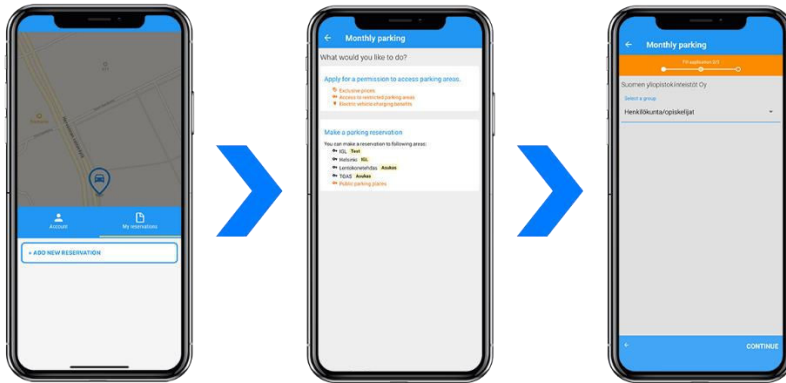 Account
My reservations
+ ADD NEW RESERVATION
Monthly parking
What would you like to do?
Apply for a permission to access parking areas.
Exclusive prices
Access to restricted parking areas
Electric vehicle charging benefits
Make a parking reservation
You can make a reservation to following areas:
IGL Test
Helsinki IGL
Lentokonetehdas Asukas
TOAS Asukas
Public parking places
Monthly parking
Suomen yliopistokiinteistöt Oy
Select a group
Henkilökunta/opiskelijat
CONTINUE